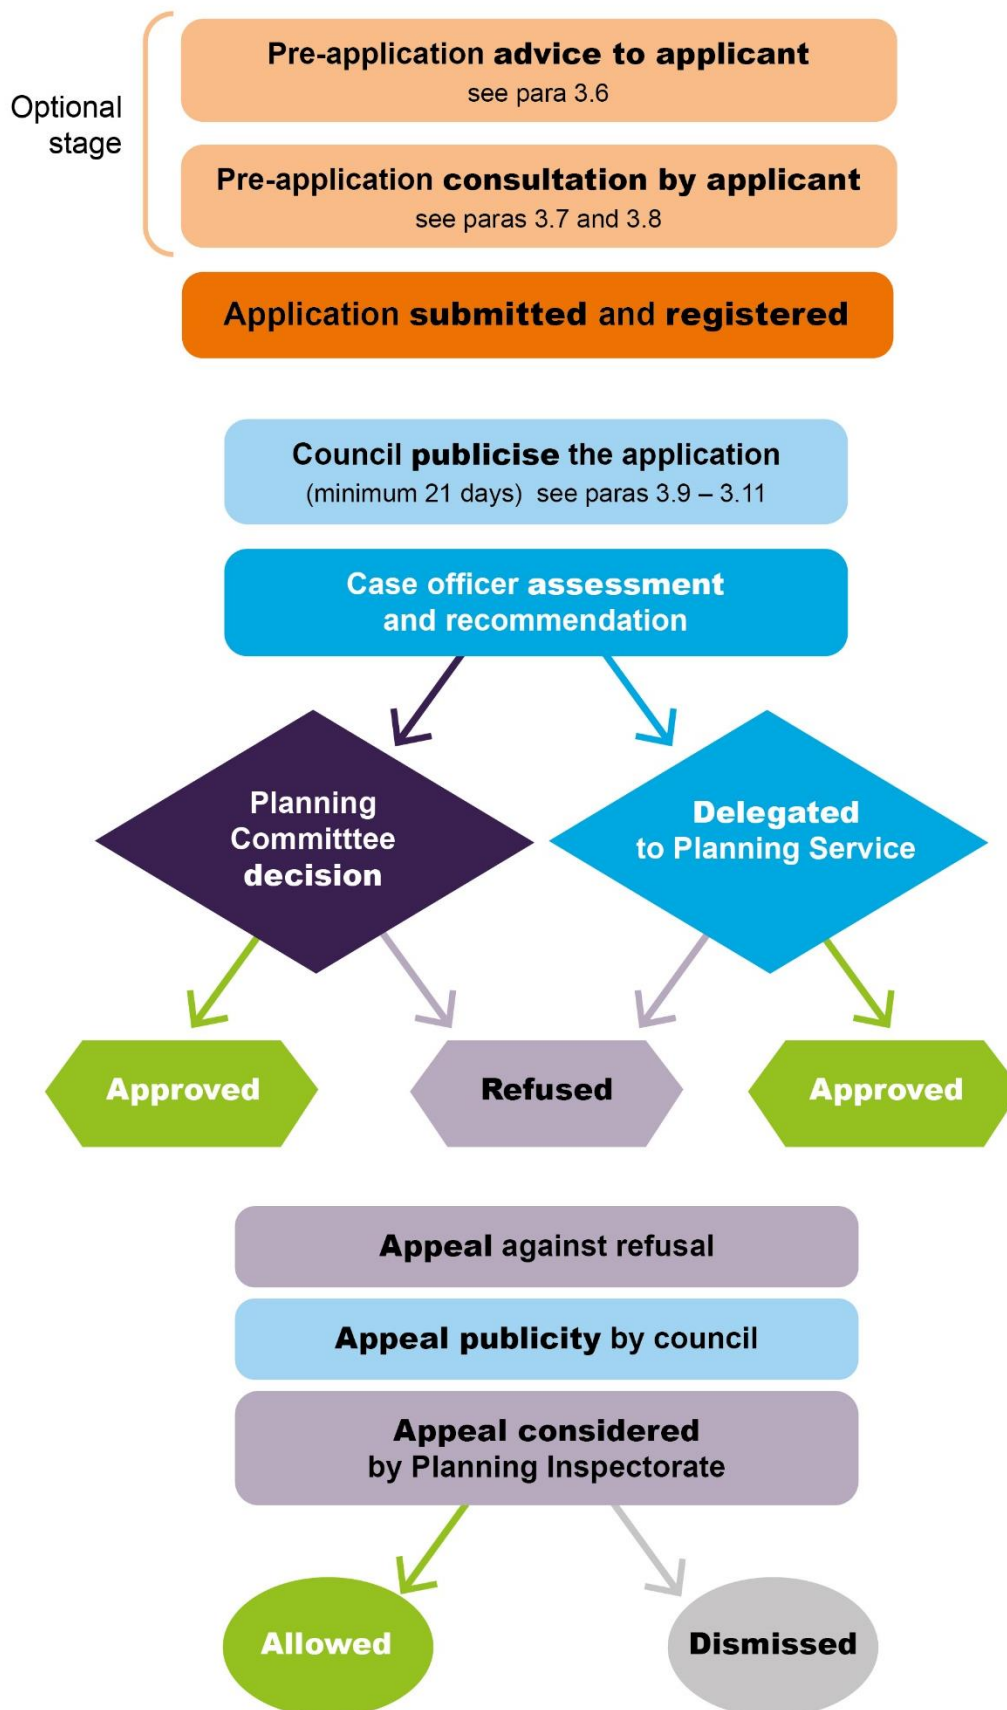 Optional
stage
Pre-application advice to applicant
see para 3.6
Pre-application consultation by applicant
see paras 3.7 and 3.8
Application submitted and registered
Council publicise the application
(minimum 21 days) see paras 3.9 – 3.11
Case officer assessment
and recommendation
Planning
Committtee
decision
Delegated
to Planning Service
Approved
Refused
Approved
Appeal against refusal
Appeal publicity by council
Appeal considered
by Planning Inspectorate
Allowed
Dismissed